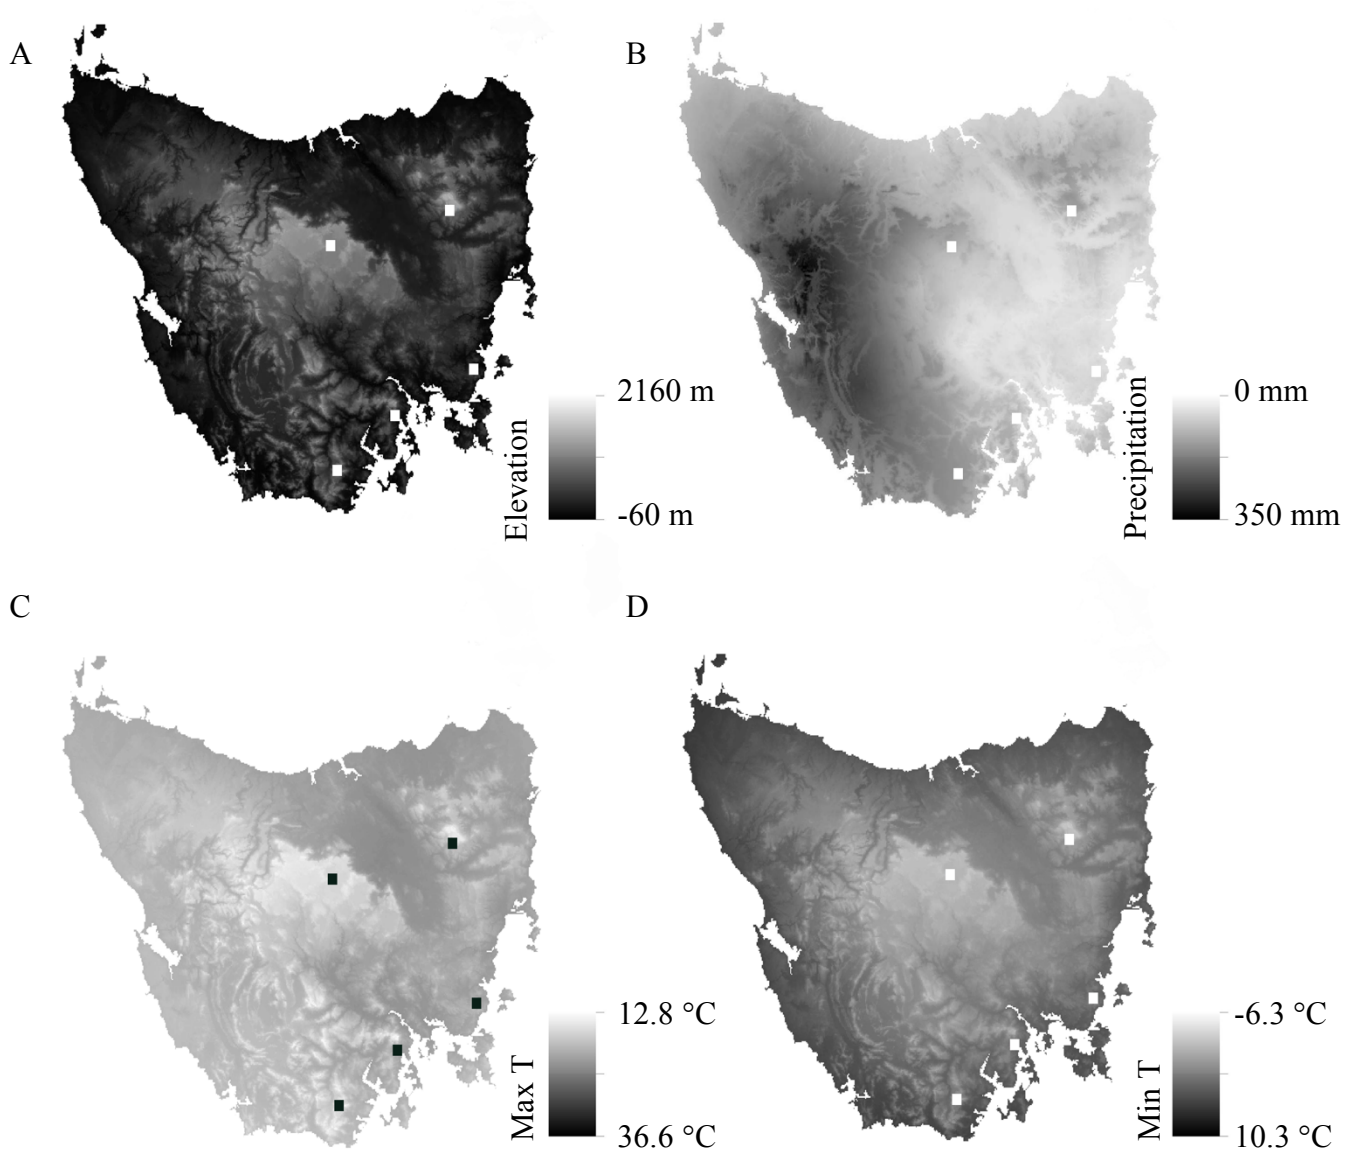 A
B
2160 m
Elevation
-60 m
0 mm
Precipitation
350 mm
C
D
12.8 °C
Max T
36.6 °C
-6.3 °C
Min T
10.3 °C